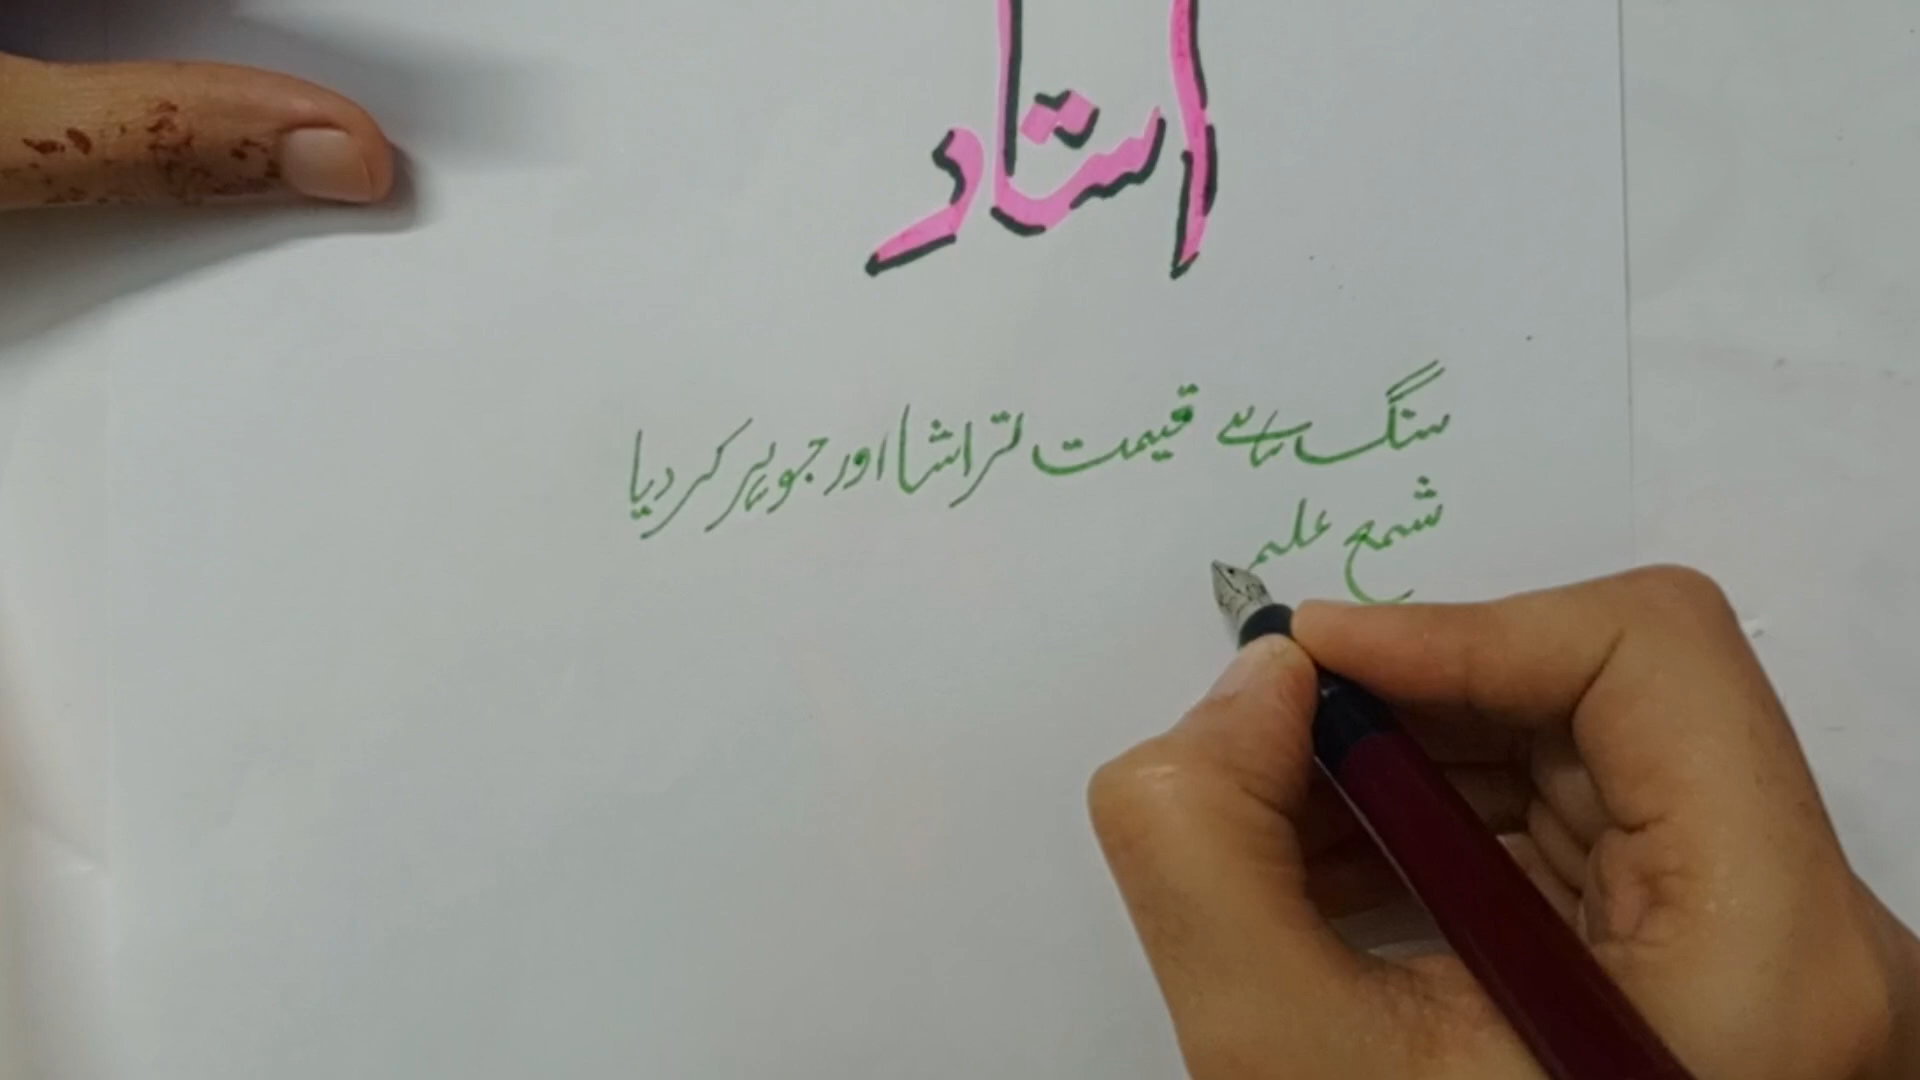 استاد
سنگ بے قیمت تراشا اور جوہر کر دیا
شمع علم